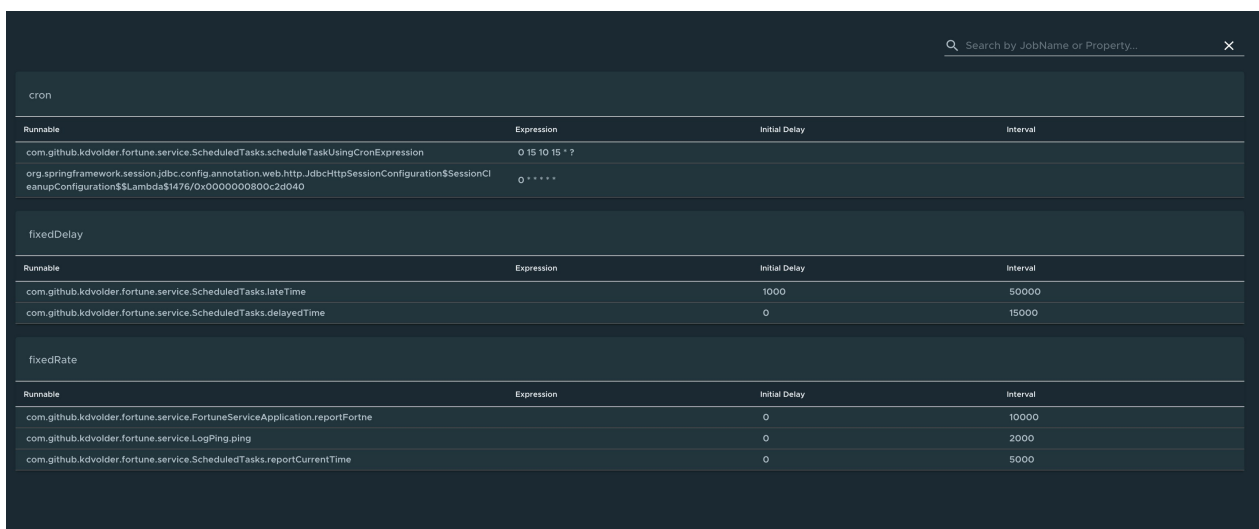 Search by JobName or Property...
cron
Runnable Expression Initial Delay Interval
com.github.kdvolder.fortune.service.ScheduledTasks.scheduleTaskUsingCronExpression 0 15 10 15 * ?
org.springframework.session.jdbc.config.annotation.web.http.JdbcHttpSessionConfiguration$SessionCl
eanupConfiguration$$Lambda$1476/0x0000000800c2d040 0 * * * * *
fixedDelay
Runnable Expression Initial Delay Interval
com.github.kdvolder.fortune.service.ScheduledTasks.lateTime 1000 50000
com.github.kdvolder.fortune.service.ScheduledTasks.delayedTime 0 15000
fixedRate
Runnable Expression Initial Delay Interval
com.github.kdvolder.fortune.service.FortuneServiceApplication.reportFortne 0 10000
com.github.kdvolder.fortune.service.LogPing.ping 0 2000
com.github.kdvolder.fortune.service.ScheduledTasks.reportCurrentTime 0 5000